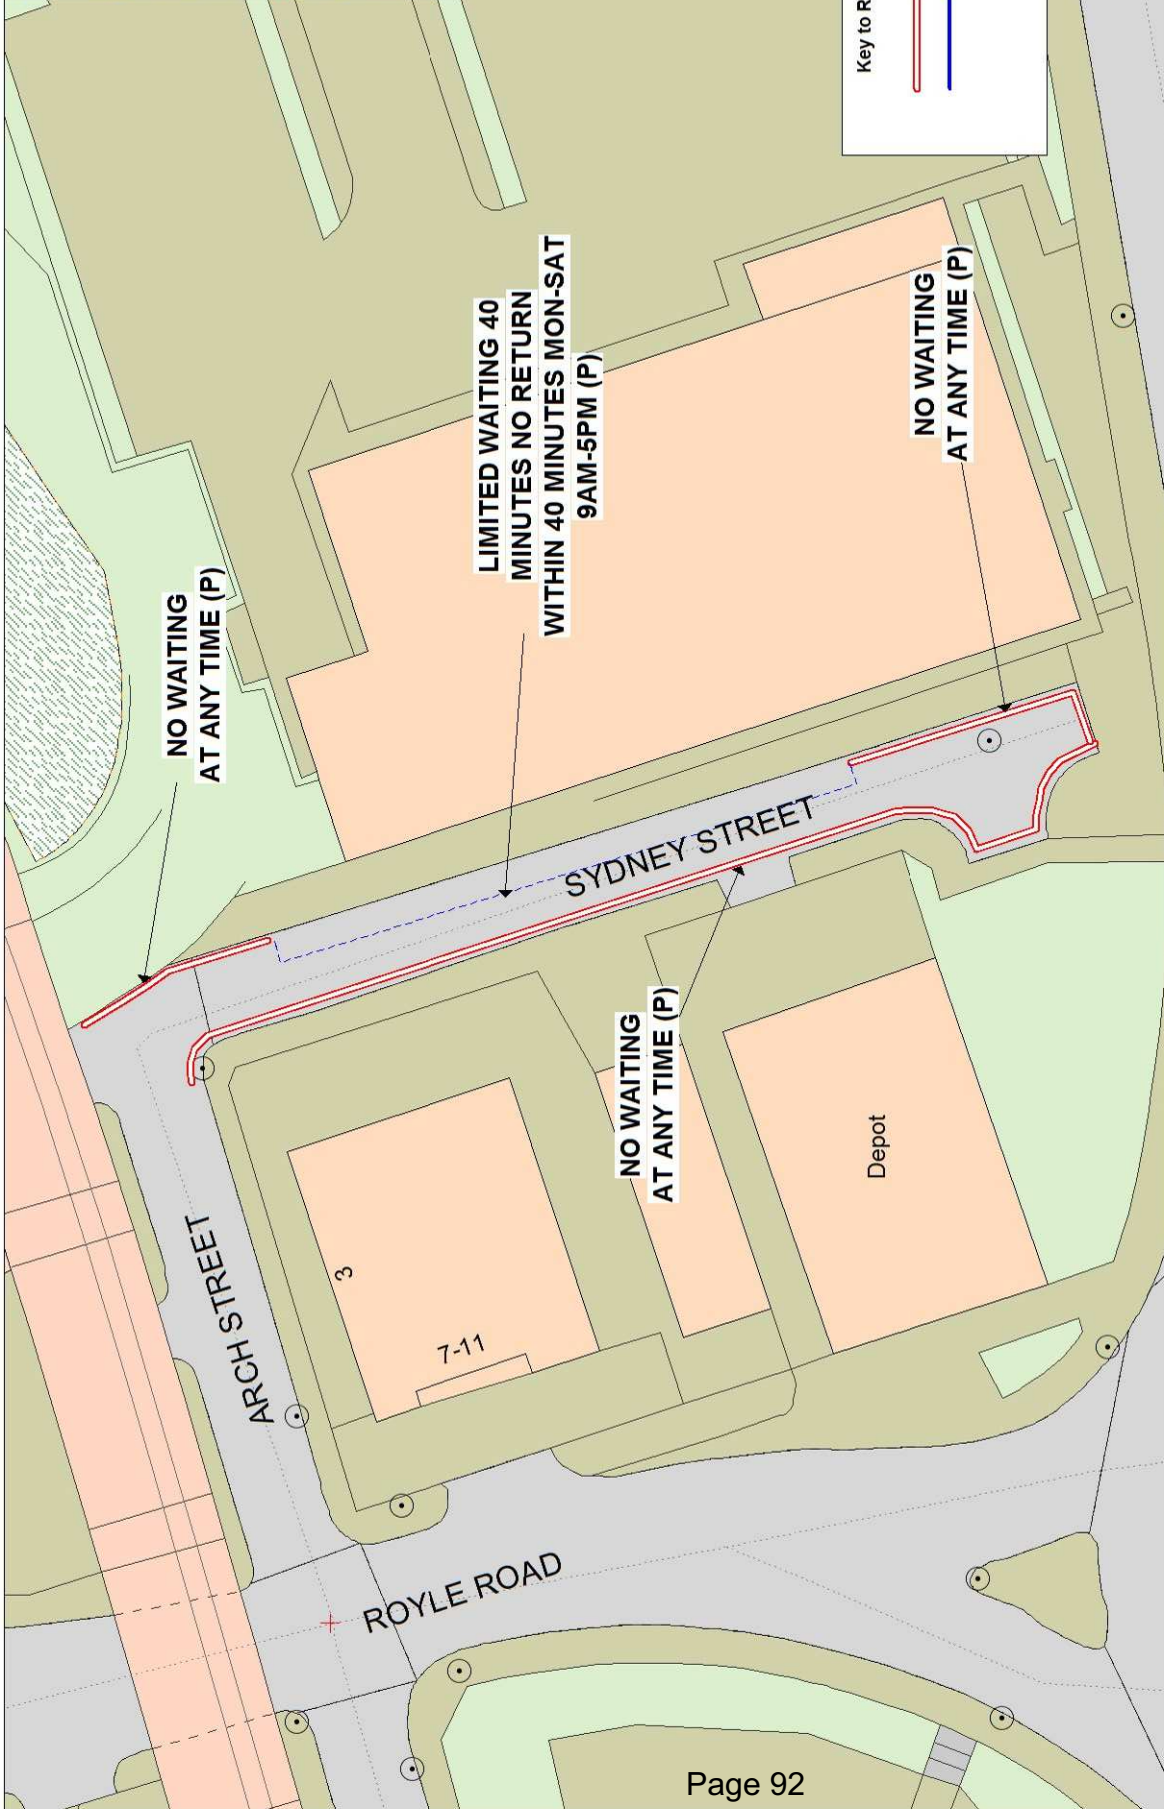 NO WAITING
AT ANY TIME (P)
LIMITED WAITING 40
MINUTES NO RETURN
WITHIN 40 MINUTES MON-SAT
9AM-5PM (P)
NO WAITING
AT ANY TIME (P)
Key to R
SYDNEY STREET
NO WAITING
AT ANY TIME (P)
Depot
ARCH STREET
3
7-11
ROYLE ROAD
Page 92